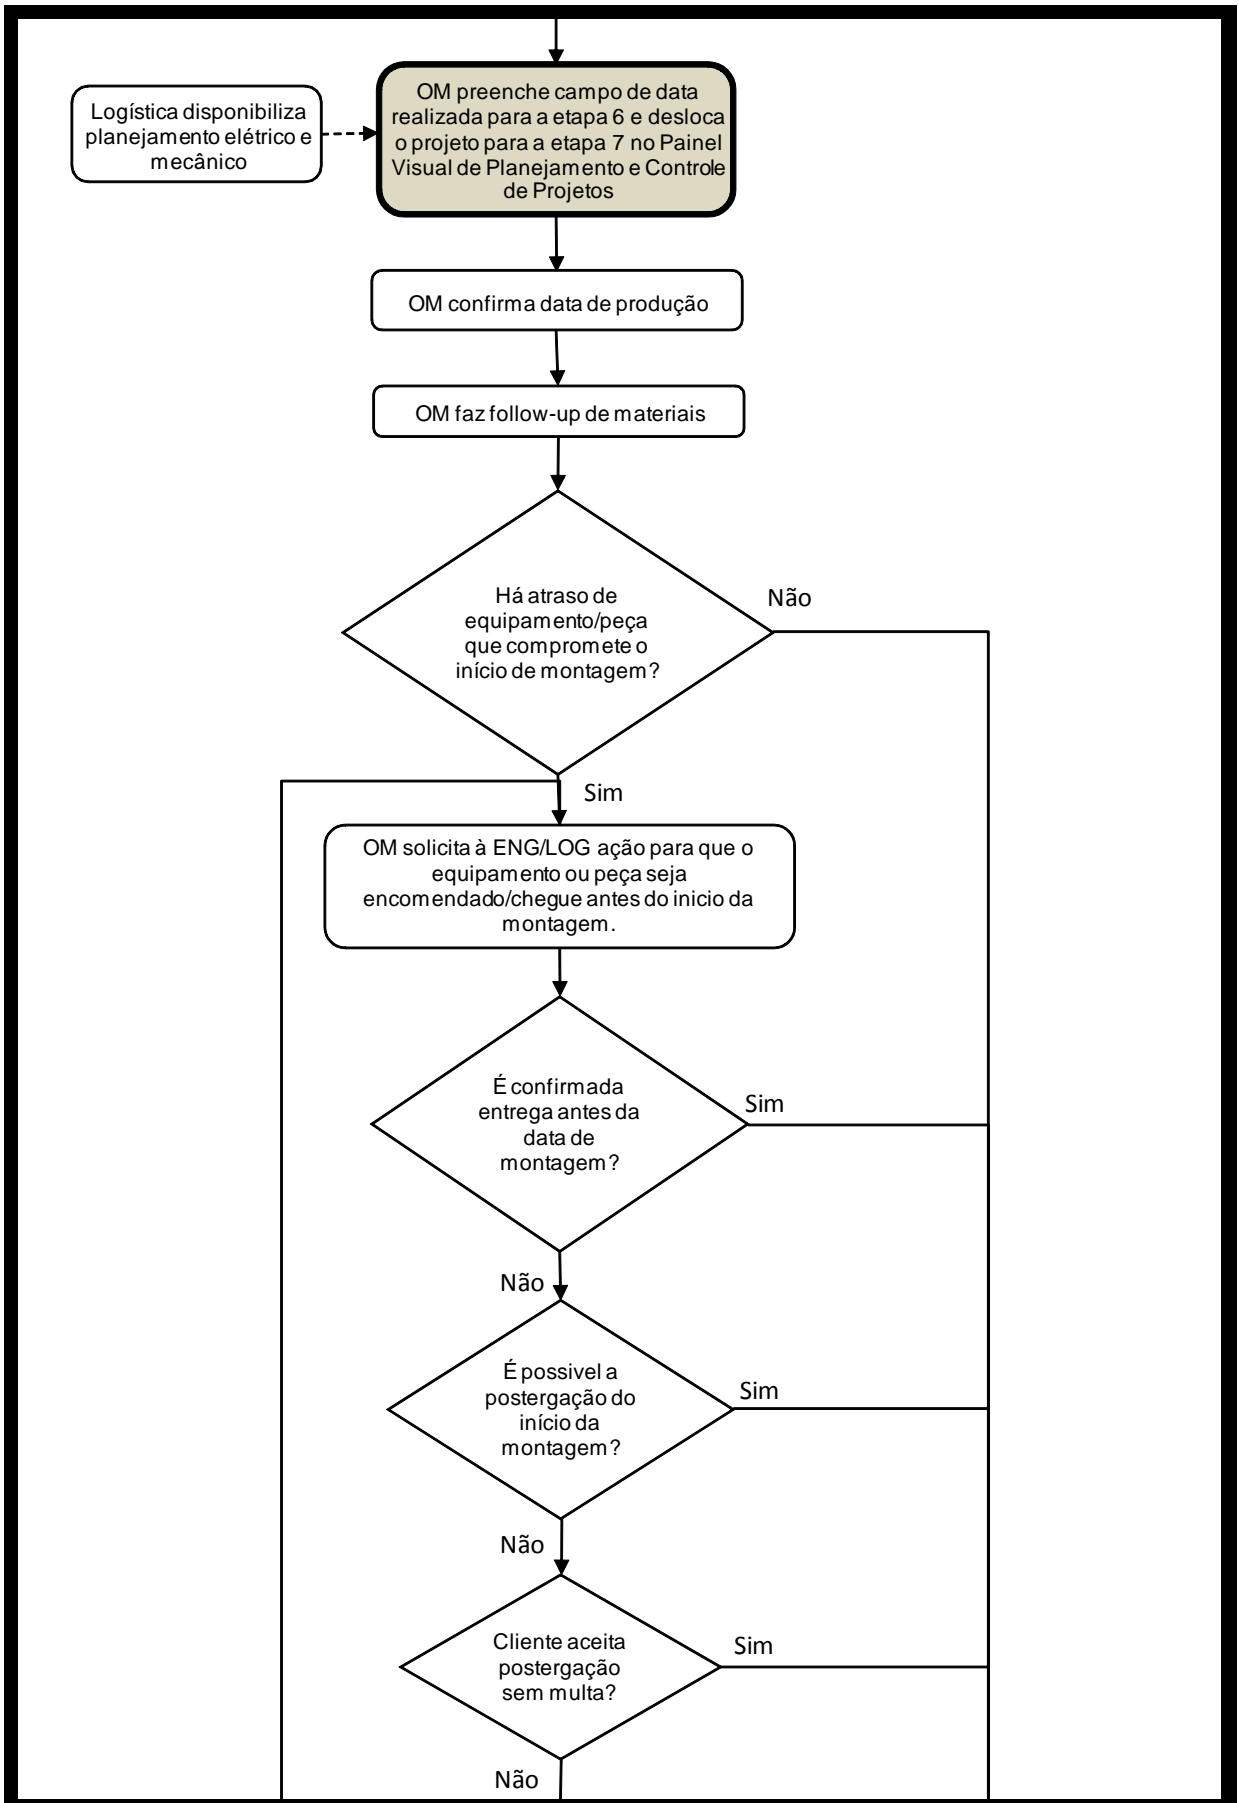 OM preenche campo de data
realizada para a etapa 6 e desloca
o projeto para a etapa 7 no Painel
Visual de Planejamento e Controle
de Projetos
Logística disponibiliza
planejamento elétrico e
mecânico
OM confirma data de produção
OM faz follow-up de materiais
Há atraso de
equipamento/peça
que compromete o
início de montagem?
Não
Sim
OM solicita à ENG/LOG ação para que o
equipamento ou peça seja
encomendado/chegue antes do inicio da
montagem.
É confirmada
entrega antes da
data de
montagem?
Sim
Não
É possivel a
postergação do
início da
montagem?
Sim
Não
Cliente aceita
postergação
sem multa?
Sim
Não